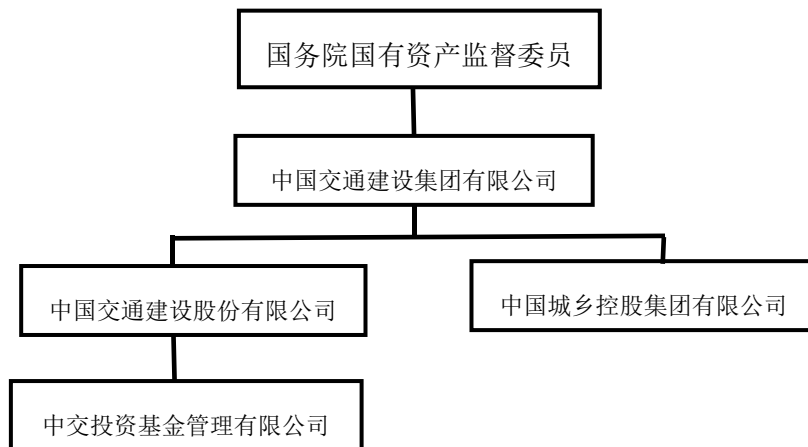 国务院国有资产监督委员
中国交通建设集团有限公司
中国交通建设股份有限公司
中国城乡控股集团有限公司
中交投资基金管理有限公司